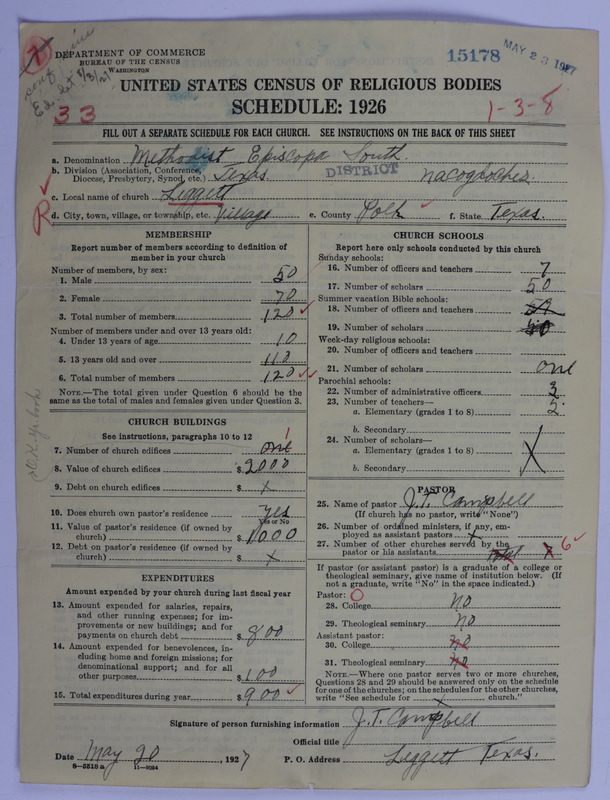 DEPARTMENT OF COMMERCE
BUREAU OF THE CENSUS
WASHINGTON
15178
MAY 23 1927
UNITED STATES CENSUS OF RELIGIOUS BODIES
SCHEDULE: 1926
33
1-3-8
FILL OUT A SEPARATE SCHEDULE FOR EACH CHURCH. SEE INSTRUCTIONS ON THE BACK OF THIS SHEET
a. Denomination Methodist Episcopa South.
b. Division (Association, Conference, Diocese, Presbytery, Synod, etc.) Texas. DISTRICT Nacogdoches.
c. Local name of church Leggett
R
d. City, town, village, or township, etc. Village e. County Polk f. State Texas.
MEMBERSHIP
Report number of members according to definition of
member in your church
Number of members, by sex:
1. Male 50
2. Female 70
3. Total number of members 120
Number of members under and over 13 years old:
4. Under 13 years of age 10
5. 13 years old and over 110
6. Total number of members 120
NOTE.—The total given under Question 6 should be the
same as the total of males and females given under Question 3.
CHURCH BUILDINGS
See instructions, paragraphs 10 to 12
7. Number of church edifices one 1
8. Value of church edifices $ 2000
9. Debt on church edifices $ x
10. Does church own pastor's residence yes
Yes or No
11. Value of pastor's residence (if owned by
church) $ 1000
12. Debt on pastor's residence (if owned by
church) $ x
EXPENDITURES
Amount expended by your church during last fiscal year
13. Amount expended for salaries, repairs,
and other running expenses; for im-
provements or new buildings; and for
payments on church debt $ 800
14. Amount expended for benevolences, in-
cluding home and foreign missions; for
denominational support; and for all
other purposes $ 100
15. Total expenditures during year $ 900
CHURCH SCHOOLS
Report here only schools conducted by this church
Sunday schools:
16. Number of officers and teachers 7
17. Number of scholars 50
Summer vacation Bible schools:
18. Number of officers and teachers
19. Number of scholars
Week-day religious schools:
20. Number of officers and teachers
21. Number of scholars one
Parochial schools:
22. Number of administrative officers 3
23. Number of teachers—
a. Elementary (grades 1 to 8) 2
b. Secondary
24. Number of scholars—
a. Elementary (grades 1 to 8) X
b. Secondary
PASTOR
25. Name of pastor J.T. Campbell
(If church has no pastor, write "None")
26. Number of ordained ministers, if any, em-
ployed as assistant pastors x
27. Number of other churches served by the
pastor or his assistants 6
If pastor (or assistant pastor) is a graduate of a college or
theological seminary, give name of institution below. (If
not a graduate, write "No" in the space indicated.)
Pastor: O
28. College No
29. Theological seminary No
Assistant pastor:
30. College No
31. Theological seminary No
NOTE.—Where one pastor serves two or more churches,
Questions 28 and 29 should be answered only on the schedule
for one of the churches; on the schedules for the other churches,
write "See schedule for x church."
Signature of person furnishing information J.T. Campbell
Official title
Date May 20, 1927 P. O. Address Leggett Texas.
8-5518a 11-9034